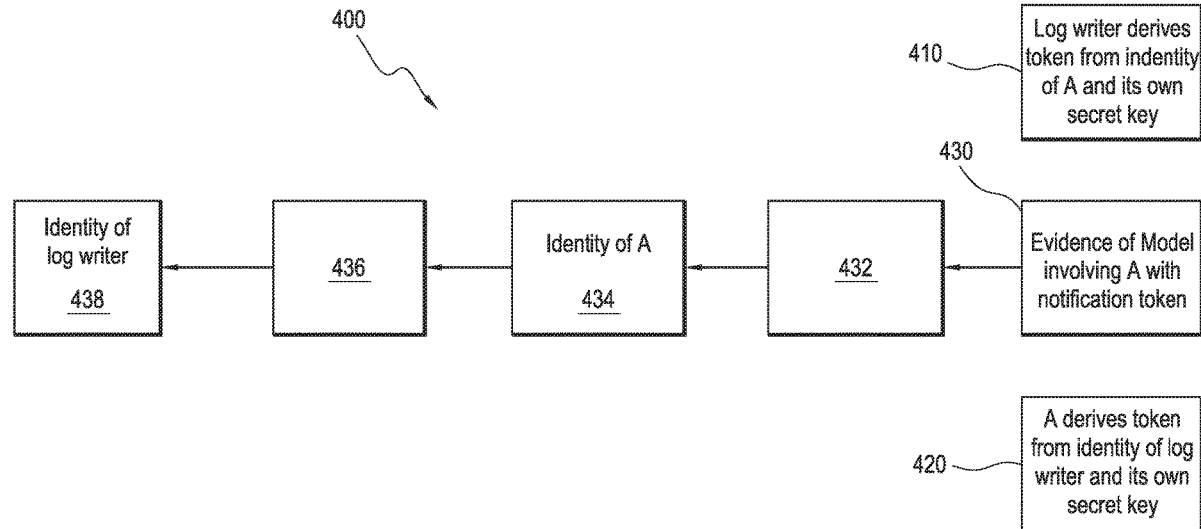 400
410
Log writer derives
token from indentity
of A and its own
secret key
430
Identity of
log writer
438
436
Identity of A
434
432
Evidence of Model
involving A with
notification token
420
A derives token
from identity of log
writer and its own
secret key